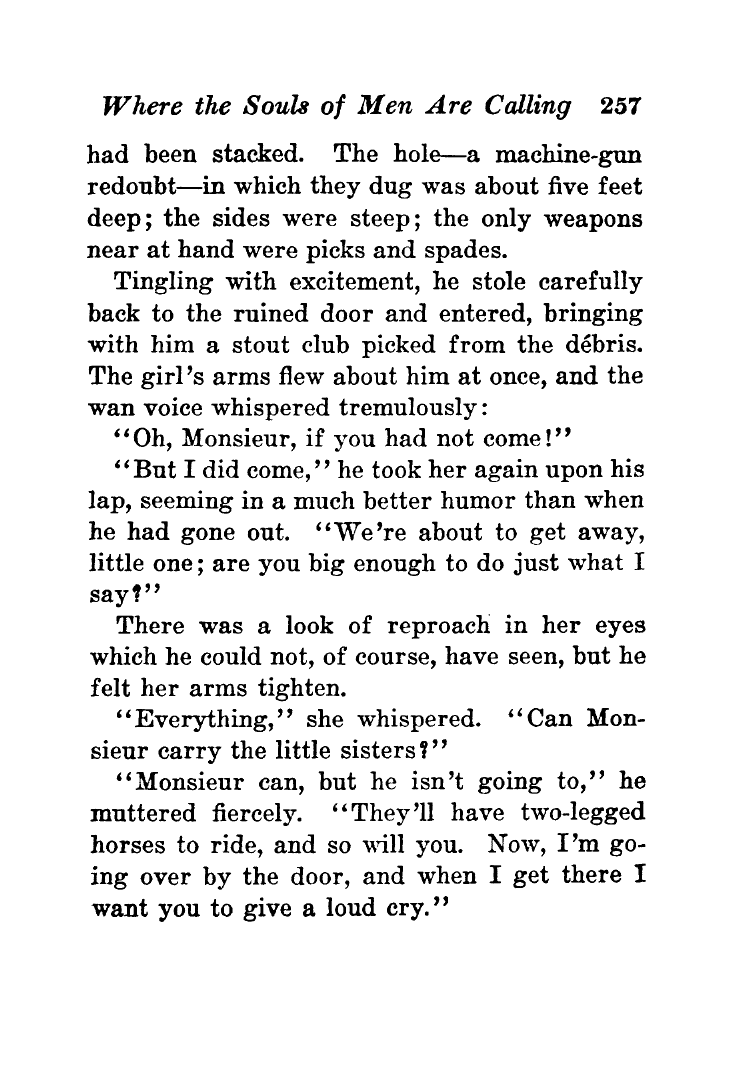 Where the Souls of Men Are Calling 257
had been stacked. The hole—a machine-gun
redoubt—in which they dug was about five feet
deep; the sides were steep; the only weapons
near at hand were picks and spades.
Tingling with excitement, he stole carefully
back to the ruined door and entered, bringing
with him a stout club picked from the débris.
The girl's arms flew about him at once, and the
wan voice whispered tremulously:
“Oh, Monsieur, if you had not come!”
“But I did come,” he took her again upon his
lap, seeming in a much better humor than when
he had gone out. “We're about to get away,
little one; are you big enough to do just what I
say?”
There was a look of reproach in her eyes
which he could not, of course, have seen, but he
felt her arms tighten.
“Everything,” she whispered. “Can Mon-
sieur carry the little sisters?”
“Monsieur can, but he isn't going to,” he
muttered fiercely. “They'll have two-legged
horses to ride, and so will you. Now, I'm go-
ing over by the door, and when I get there I
want you to give a loud cry.”